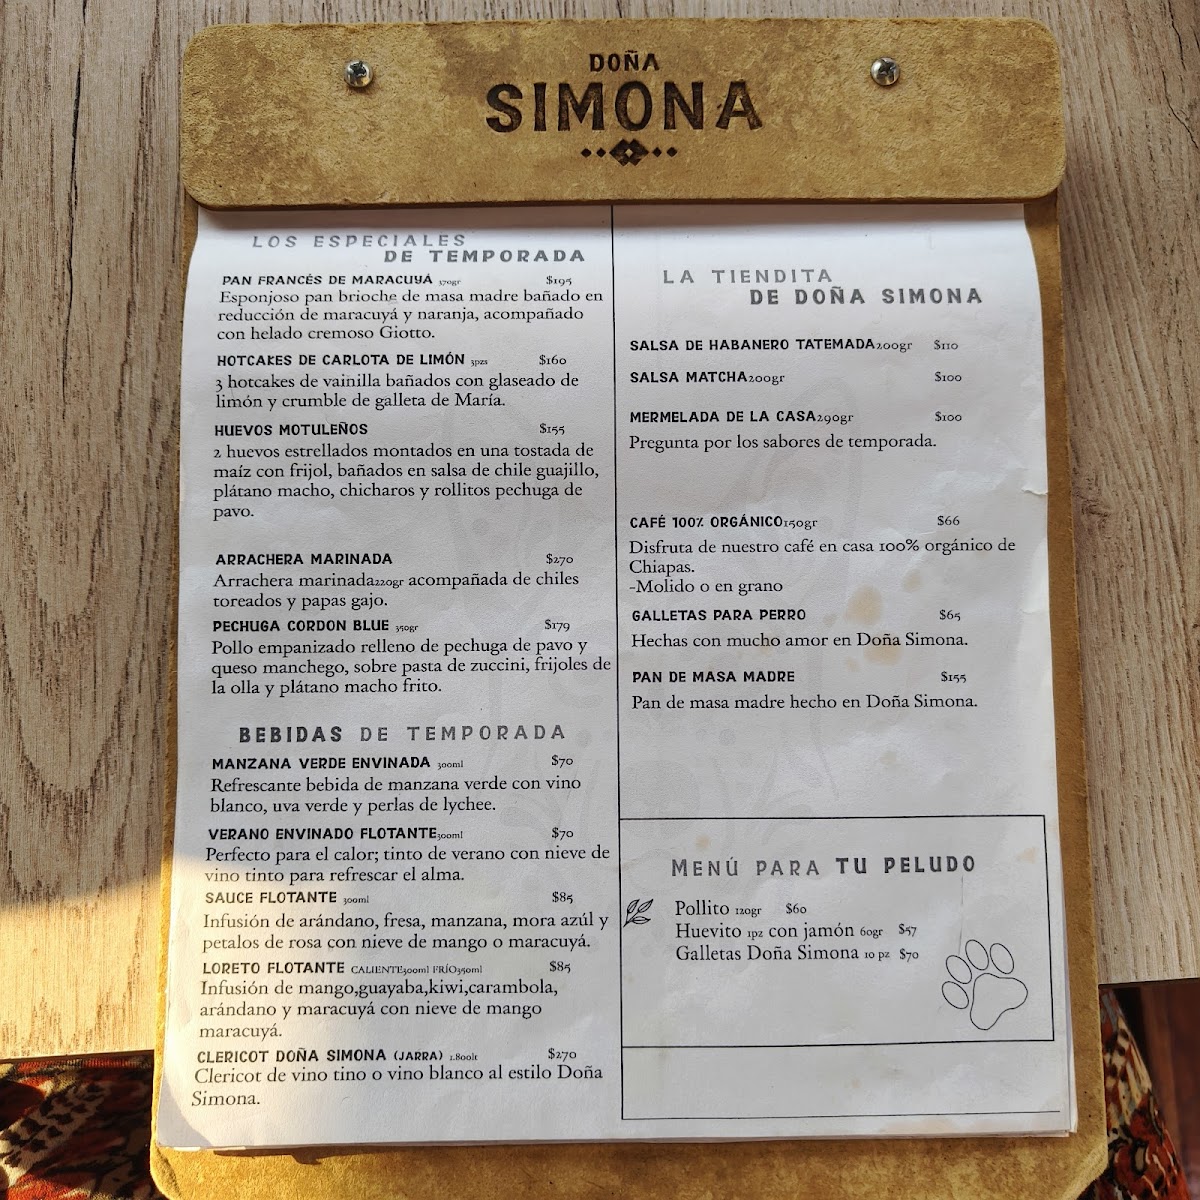 DOÑA
SIMONA
LOS ESPECIALES
DE TEMPORADA
PAN FRANCÉS DE MARACUYÁ 370gr $195
Esponjoso pan brioche de masa madre bañado en
reducción de maracuyá y naranja, acompañado
con helado cremoso Giotto.
HOTCAKES DE CARLOTA DE LIMÓN 3pzs $160
3 hotcakes de vainilla bañados con glaseado de
limón y crumble de galleta de María.
HUEVOS MOTULEÑOS $155
2 huevos estrellados montados en una tostada de
maíz con frijol, bañados en salsa de chile guajillo,
plátano macho, chicharos y rollitos pechuga de
pavo.
ARRACHERA MARINADA $270
Arrachera marinada220gr acompañada de chiles
toreados y papas gajo.
PECHUGA CORDON BLUE 350gr $179
Pollo empanizado relleno de pechuga de pavo y
queso manchego, sobre pasta de zuccini, frijoles de
la olla y plátano macho frito.
BEBIDAS DE TEMPORADA
MANZANA VERDE ENVINADA 300ml $70
Refrescante bebida de manzana verde con vino
blanco, uva verde y perlas de lychee.
VERANO ENVINADO FLOTANTE300ml $70
Perfecto para el calor; tinto de verano con nieve de
vino tinto para refrescar el alma.
SAUCE FLOTANTE 300ml $85
Infusión de arándano, fresa, manzana, mora azúl y
petalos de rosa con nieve de mango o maracuyá.
LORETO FLOTANTE CALIENTE300ml FRÍO350ml $85
Infusión de mango,guayaba,kiwi,carambola,
arándano y maracuyá con nieve de mango
maracuyá.
CLERICOT DOÑA SIMONA (JARRA) 1.800lt $270
Clericot de vino tino o vino blanco al estilo Doña
Simona.
LA TIENDITA
DE DOÑA SIMONA
SALSA DE HABANERO TATEMADA200gr $110
SALSA MATCHA200gr $100
MERMELADA DE LA CASA290gr $100
Pregunta por los sabores de temporada.
CAFÉ 100% ORGÁNICO150gr $66
Disfruta de nuestro café en casa 100% orgánico de
Chiapas.
-Molido o en grano
GALLETAS PARA PERRO $65
Hechas con mucho amor en Doña Simona.
PAN DE MASA MADRE $155
Pan de masa madre hecho en Doña Simona.
MENÚ PARA TU PELUDO
Pollito 120gr $60
Huevito 1pz con jamón 60gr $57
Galletas Doña Simona 10 pz $70